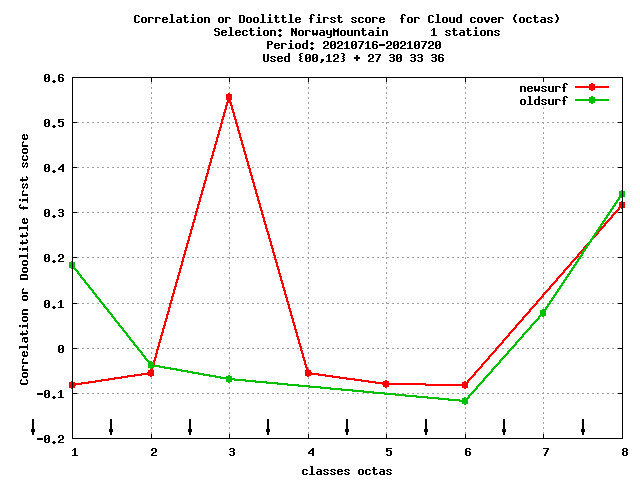 Correlation or Doolittle first score  for Cloud cover (octas)
Selection: NorwayMountain      1 stations
Period: 20210716-20210720
Used {00,12} + 27 30 33 36
newsurf
oldsurf
0.6
0.5
0.4
0.3
0.2
0.1
0
-0.1
-0.2
Correlation or Doolittle first score
1 2 3 4 5 6 7 8
classes octas